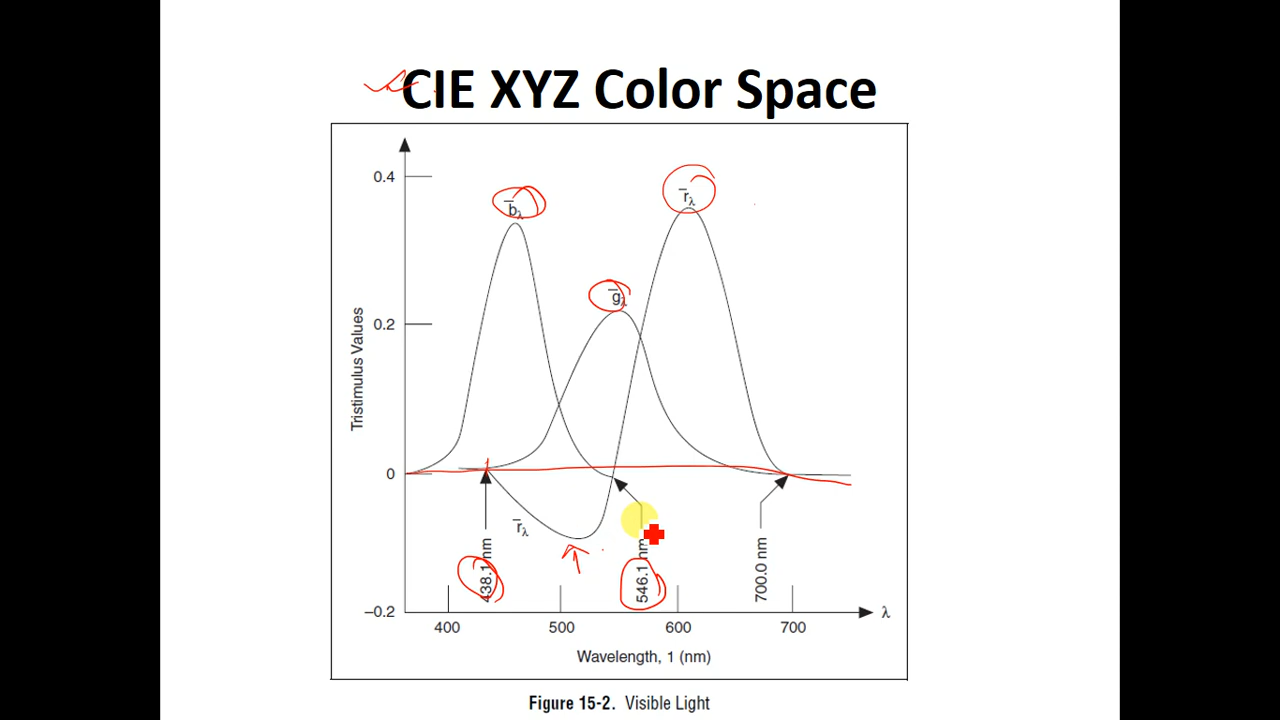 CIE XYZ Color Space
0.4
b̅λ
r̅λ
g̅λ
0.2
Tristimulus Values
0
r̅λ
438.1 nm
546.1 nm
700.0 nm
−0.2
λ
400 500 600 700
Wavelength, 1 (nm)
Figure 15-2. Visible Light